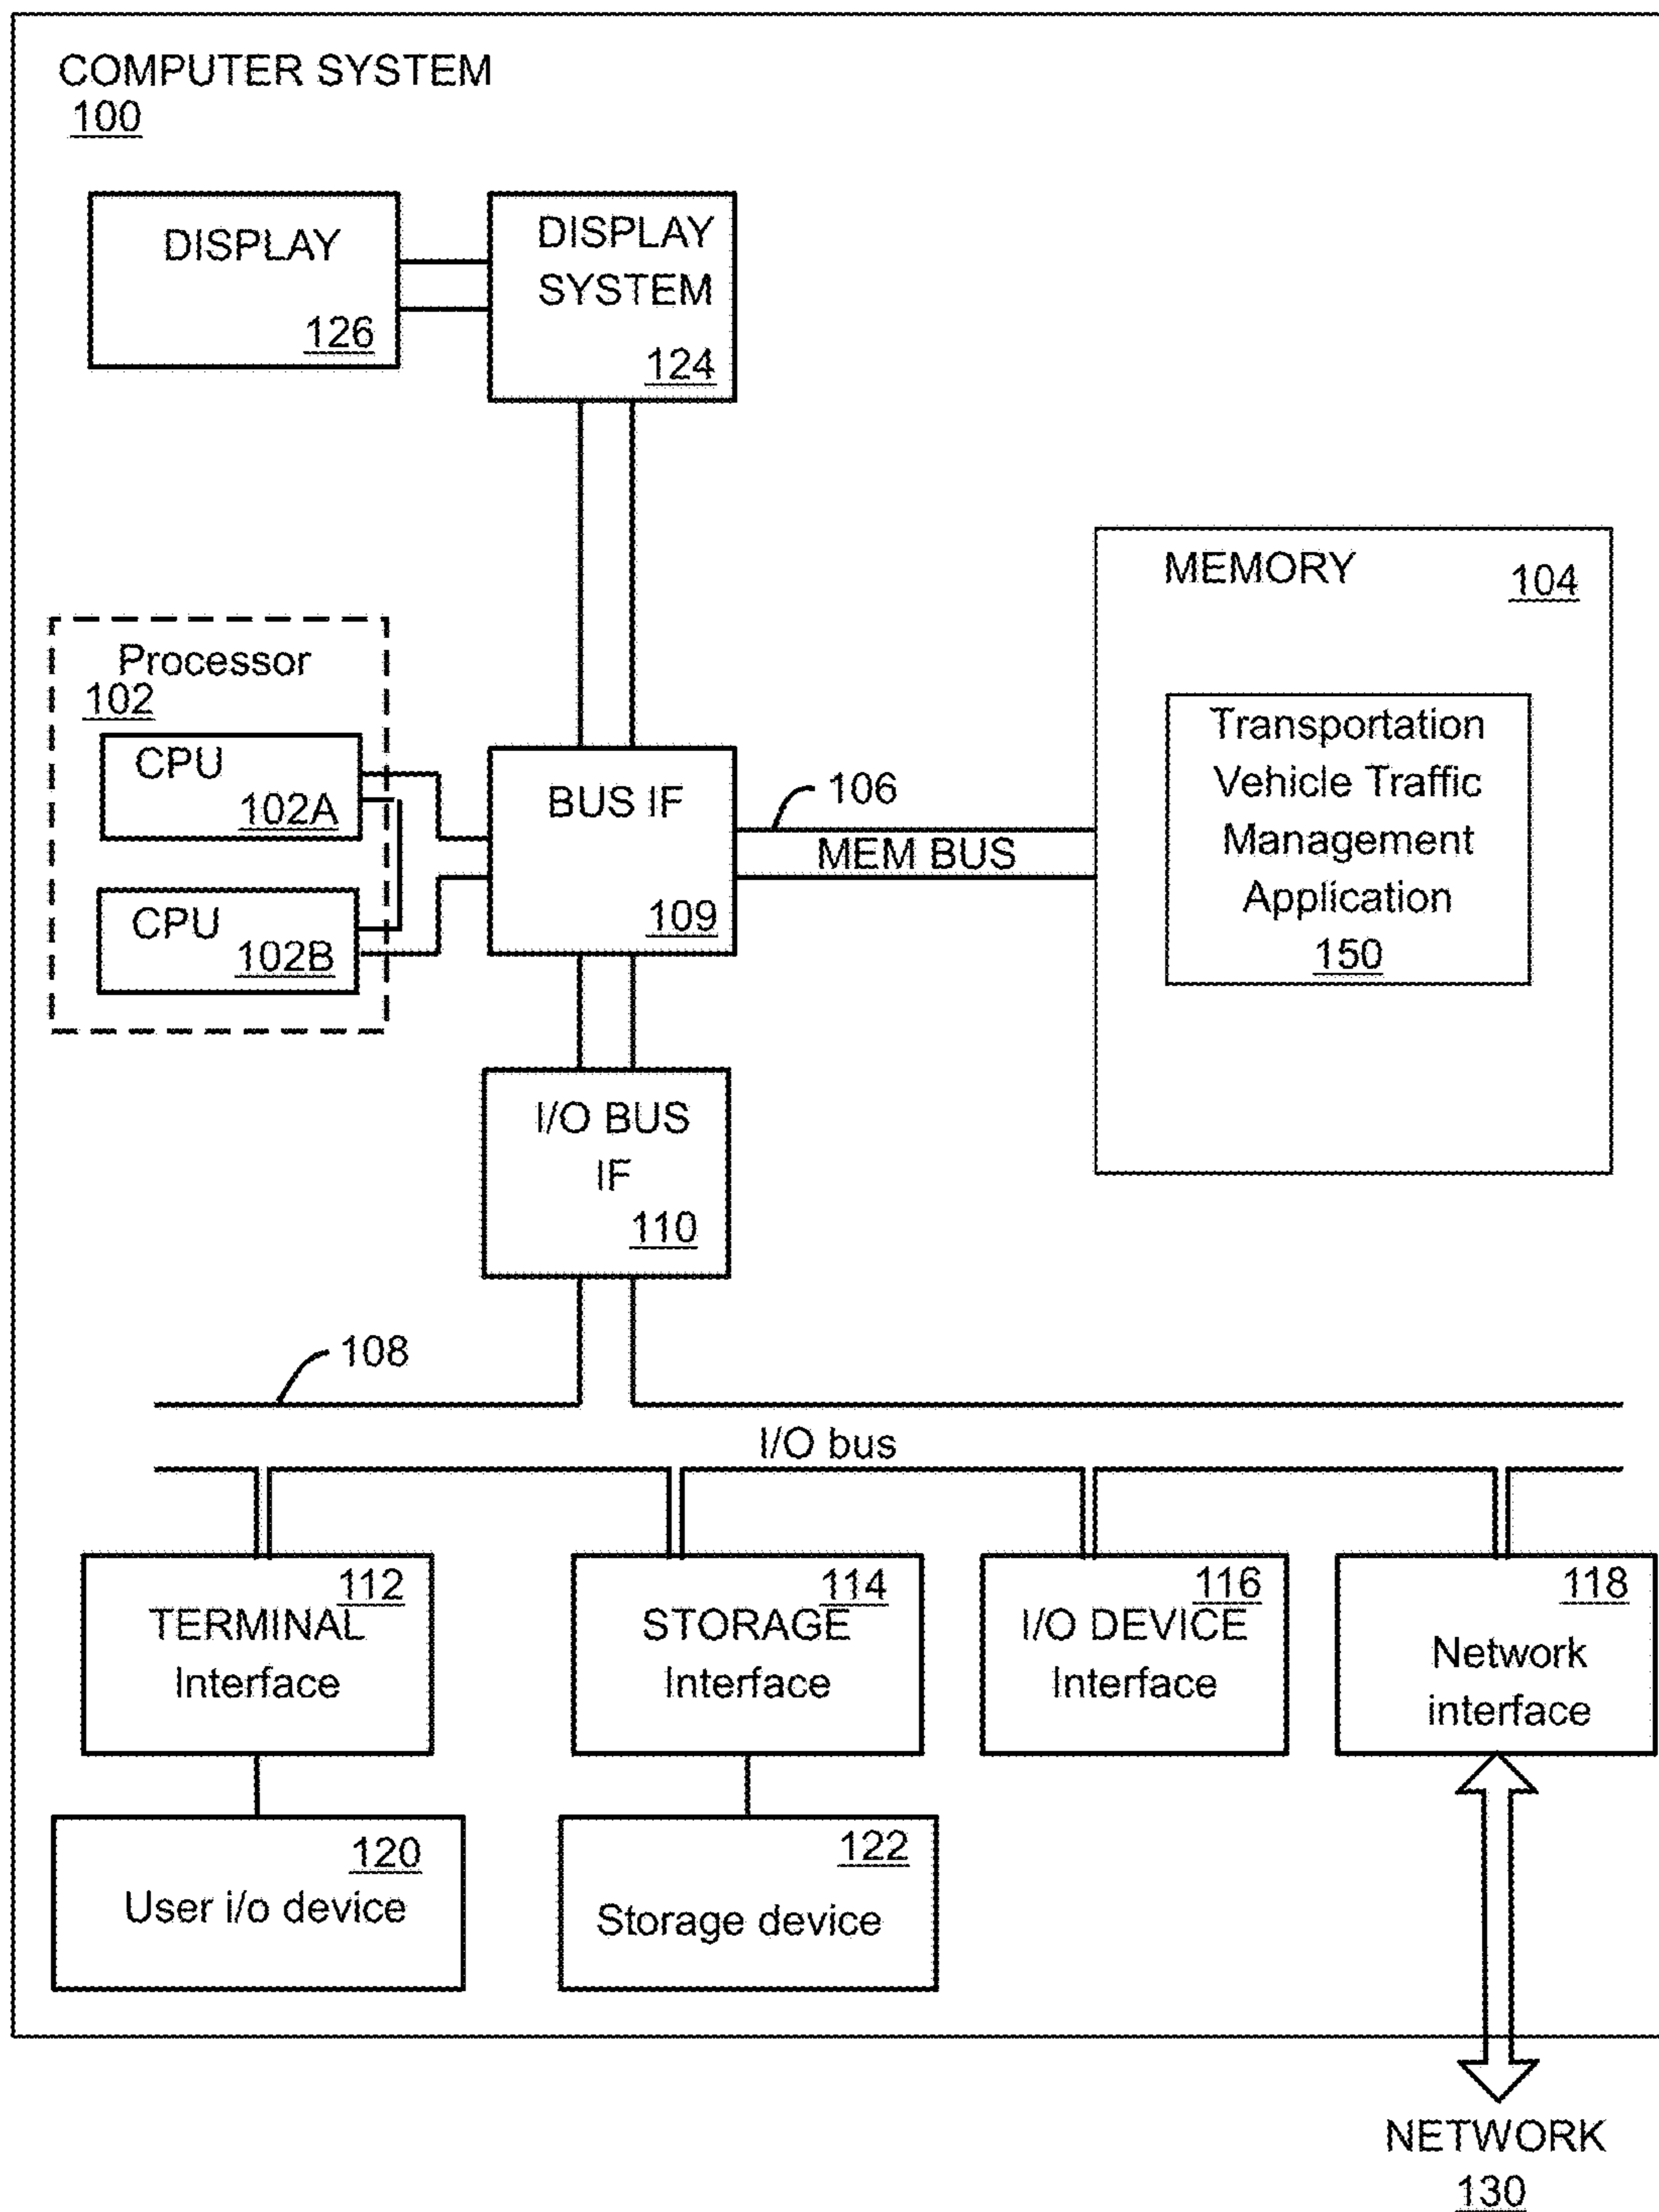 COMPUTER SYSTEM
100
DISPLAY
126
DISPLAY
SYSTEM
124
MEMORY
104
Transportation
Vehicle Traffic
Management
Application
150
Processor
102
CPU
102A
CPU
102B
BUS IF
109
106
MEM BUS
I/O BUS
IF
110
108
I/O bus
112
TERMINAL
Interface
114
STORAGE
Interface
116
I/O DEVICE
Interface
118
Network
interface
120
User i/o device
122
Storage device
NETWORK
130